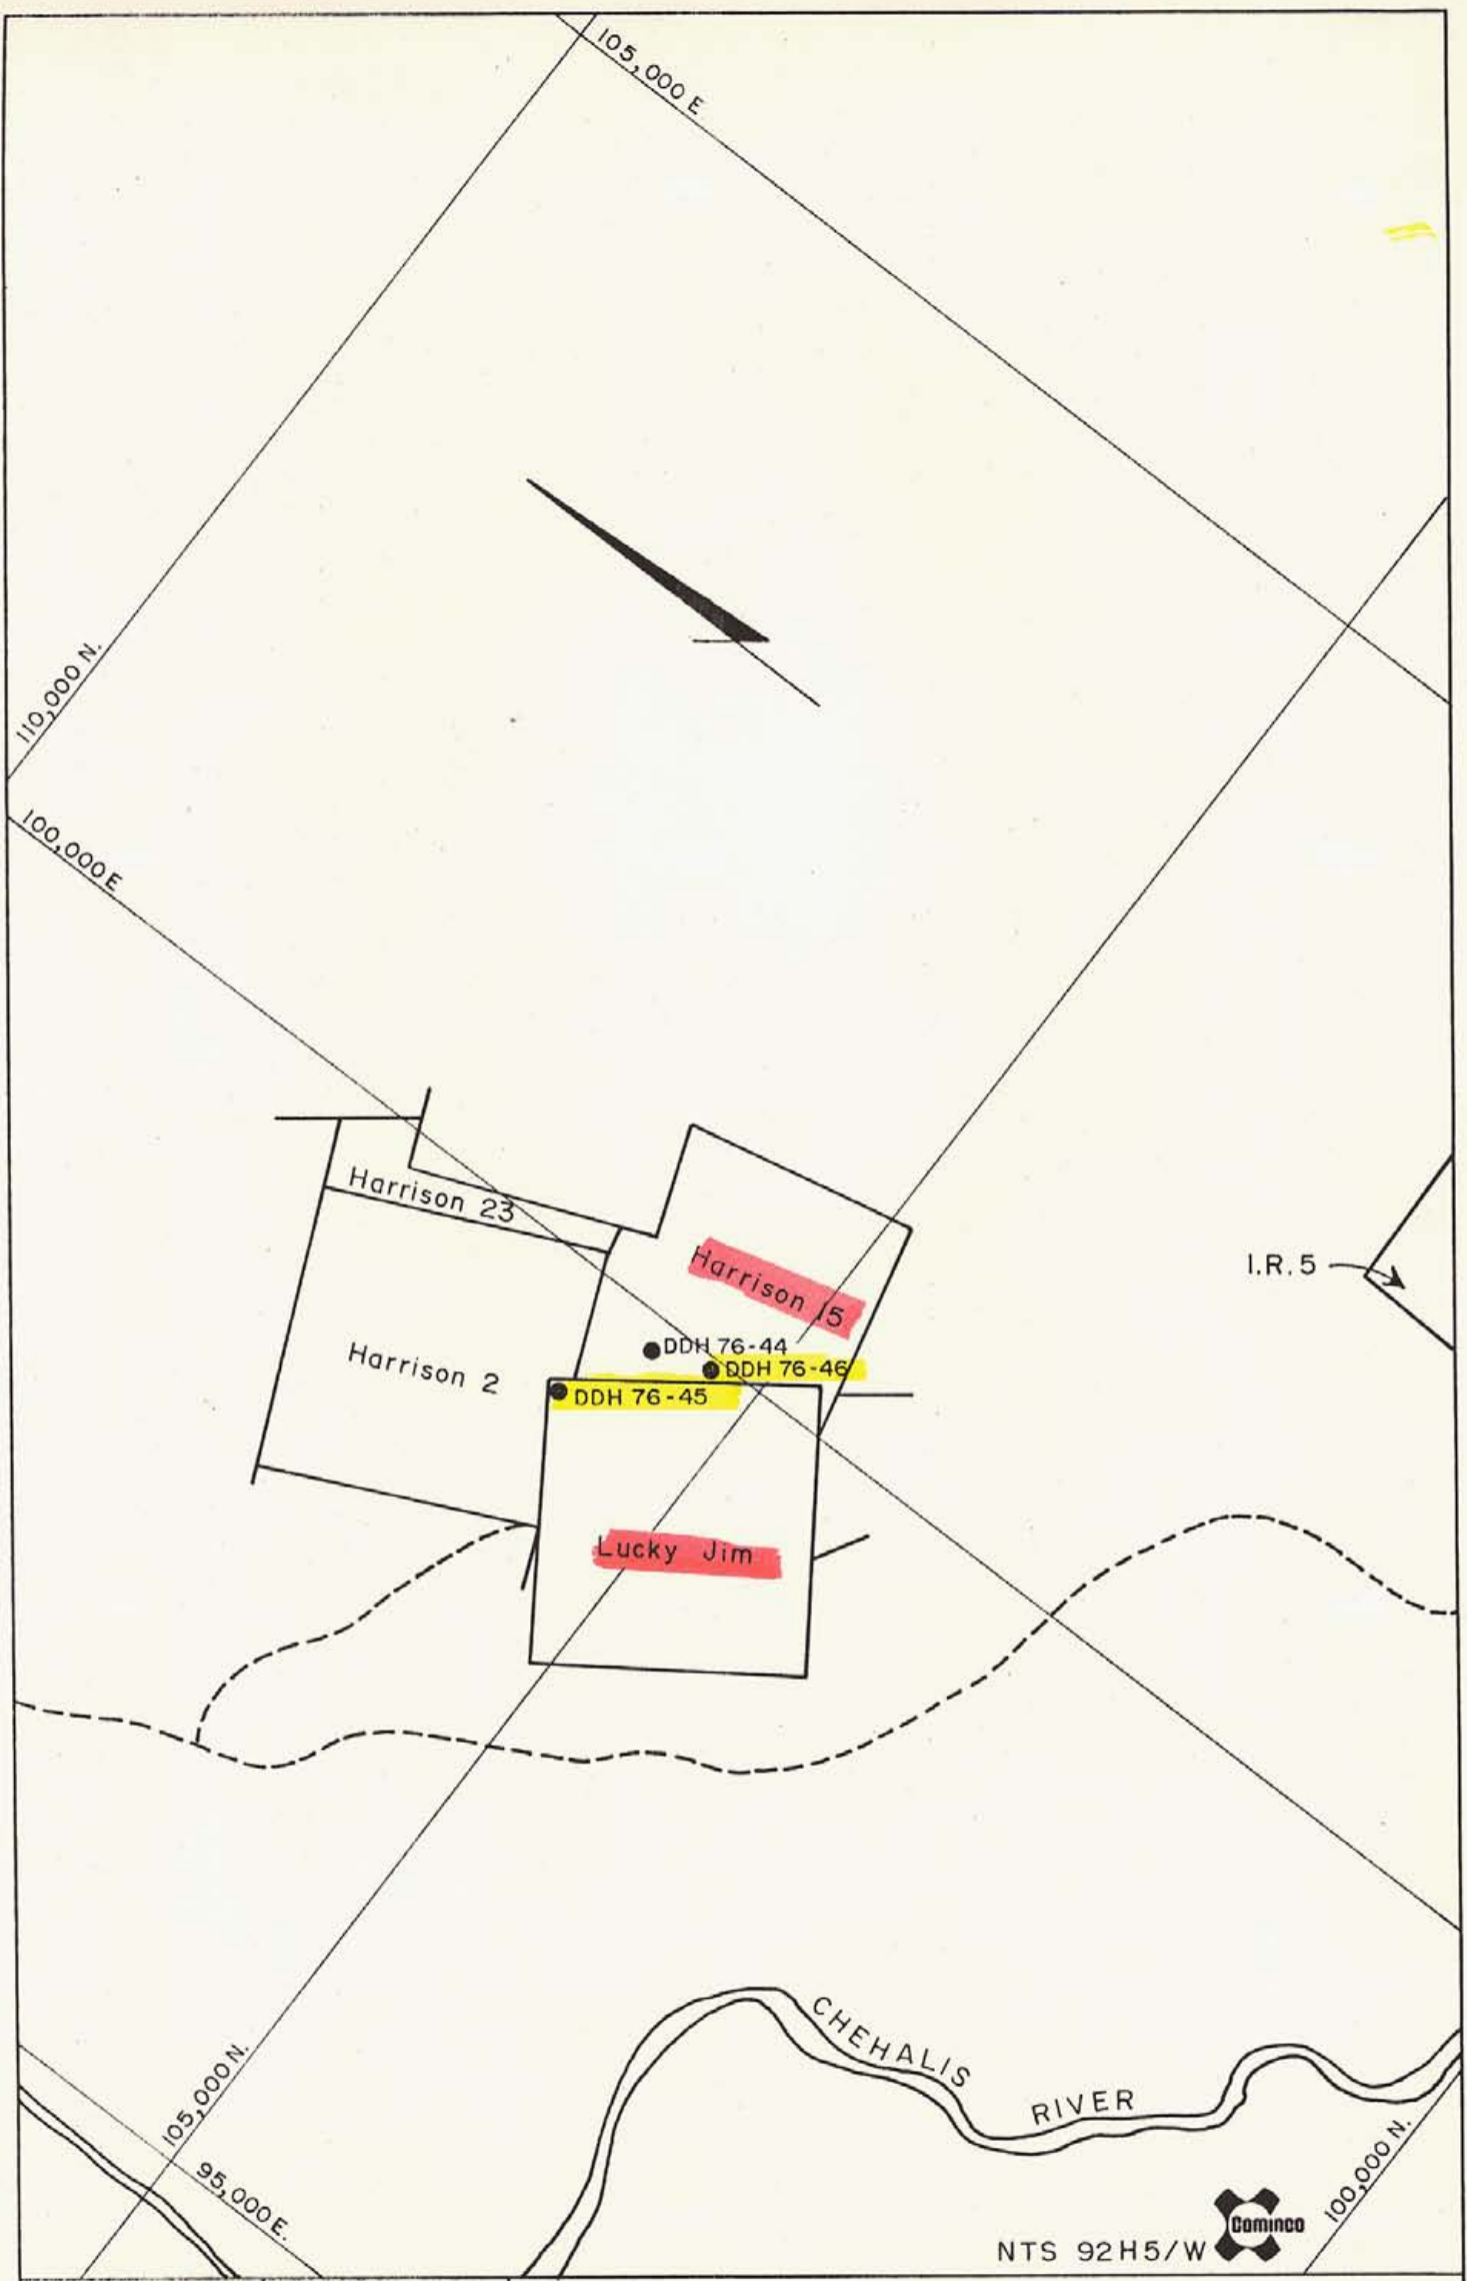 105,000 E
110,000 N.
100,000 E
Harrison 23
Harrison 15
I.R. 5
DDH 76-44
Harrison 2
DDH 76-46
DDH 76-45
Lucky Jim
CHEHALIS
RIVER
105,000 N.
95,000 E.
100,000 N.
Cominco
NTS 92H5/W